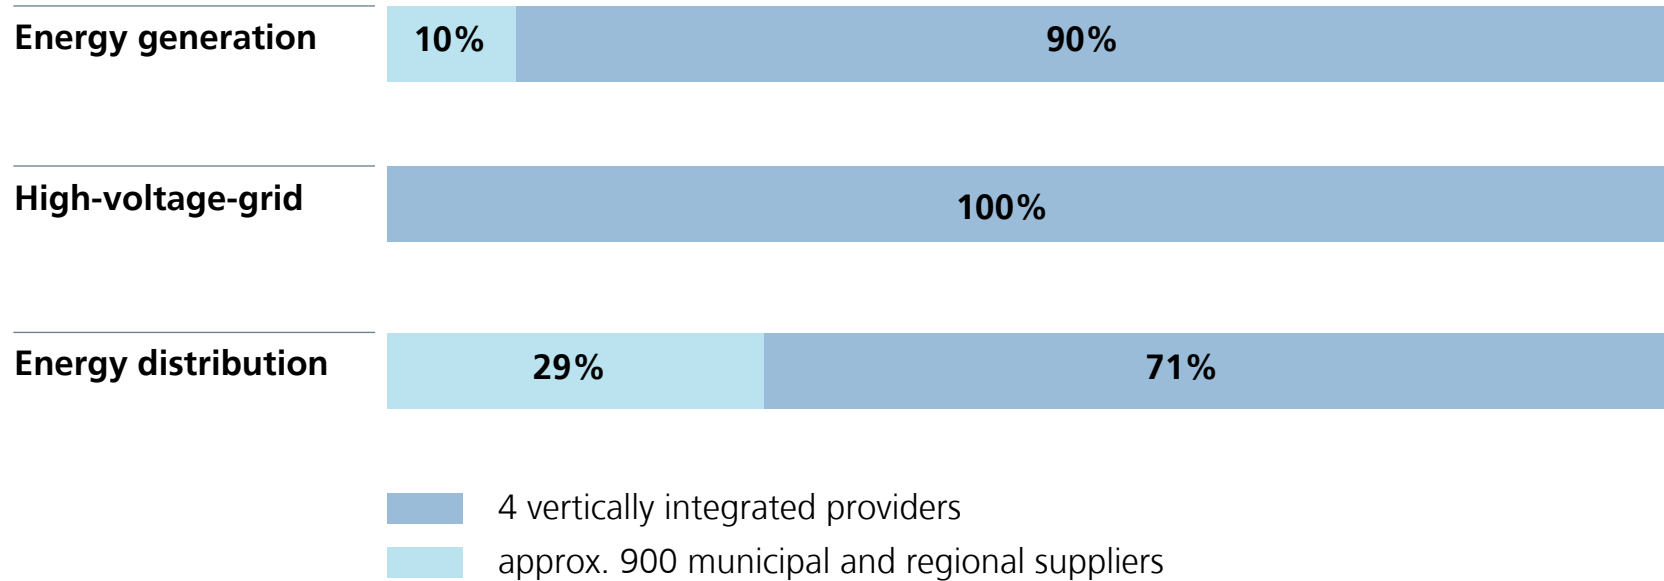 Energy generation
10%
90%
High-voltage-grid
100%
Energy distribution
29%
71%
4 vertically integrated providers
approx. 900 municipal and regional suppliers